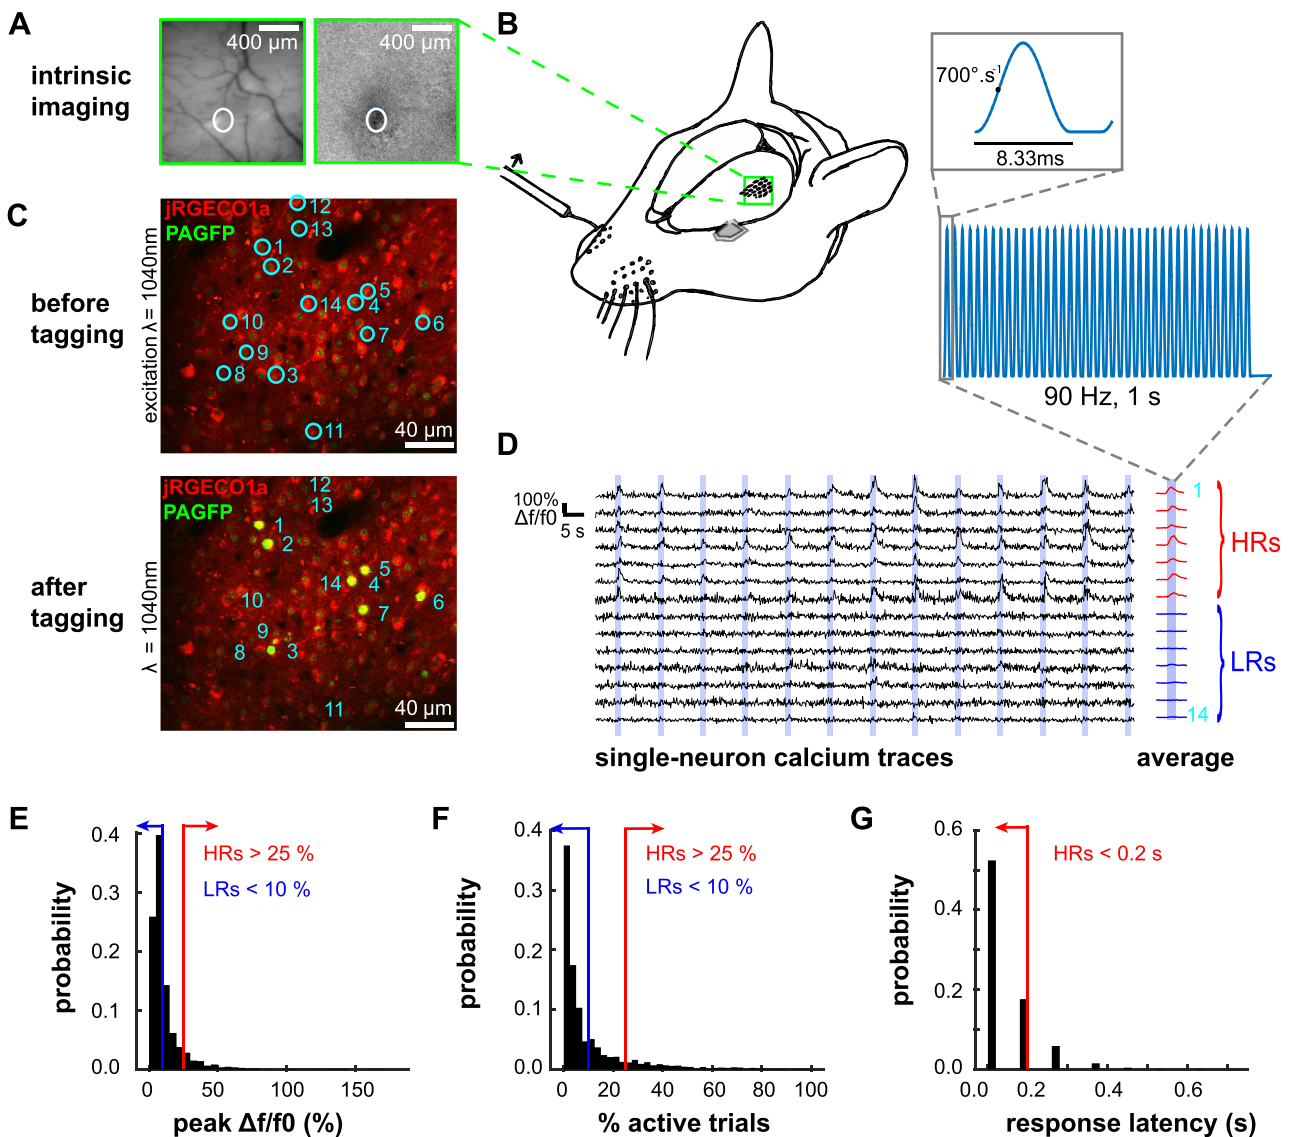 A
intrinsic
imaging
400 µm
400 µm
B
700°.s-1
8.33ms
90 Hz, 1 s
C
before
tagging
excitation λ = 1040nm
jRGECO1a
PAGFP
12
13
1
2
5
14
4
10
6
7
9
8
3
11
40 µm
after
tagging
λ = 1040nm
jRGECO1a
PAGFP
12
13
1
2
5
14
4
10
6
7
9
8
3
11
40 µm
D
100%
Δf/f0
5 s
1
HRs
LRs
14
single-neuron calcium traces
average
E
HRs > 25 %
LRs < 10 %
probability
0.4
0.3
0.2
0.1
0.0
0
50
100
150
peak Δf/f0 (%)
F
HRs > 25 %
LRs < 10 %
probability
0.4
0.3
0.2
0.1
0.0
0
20
40
60
80
100
% active trials
G
HRs < 0.2 s
probability
0.6
0.4
0.2
0.0
0.0
0.2
0.4
0.6
response latency (s)